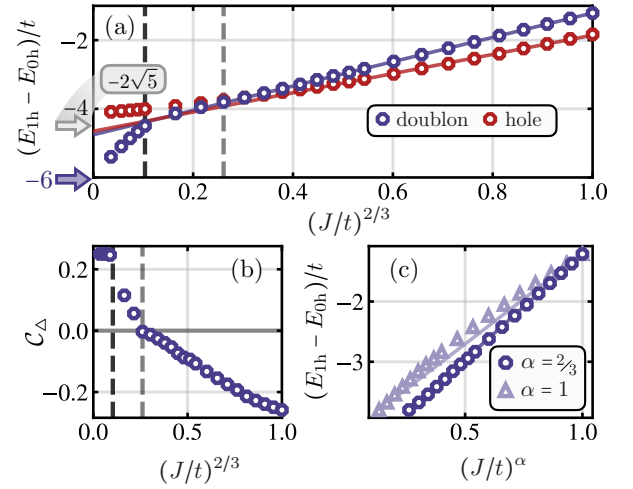 (a)
−2√5
(E₁ₕ − E₀ₕ)/t
−2
−4
−6
doublon
hole
0.0
0.2
0.4
0.6
0.8
1.0
(J/t)^{2/3}
(b)
C_Δ
0.2
0.0
−0.2
0.0
0.5
1.0
(J/t)^{2/3}
(c)
(E₁ₕ − E₀ₕ)/t
−2
−3
α = 2/3
α = 1
0.5
1.0
(J/t)^α